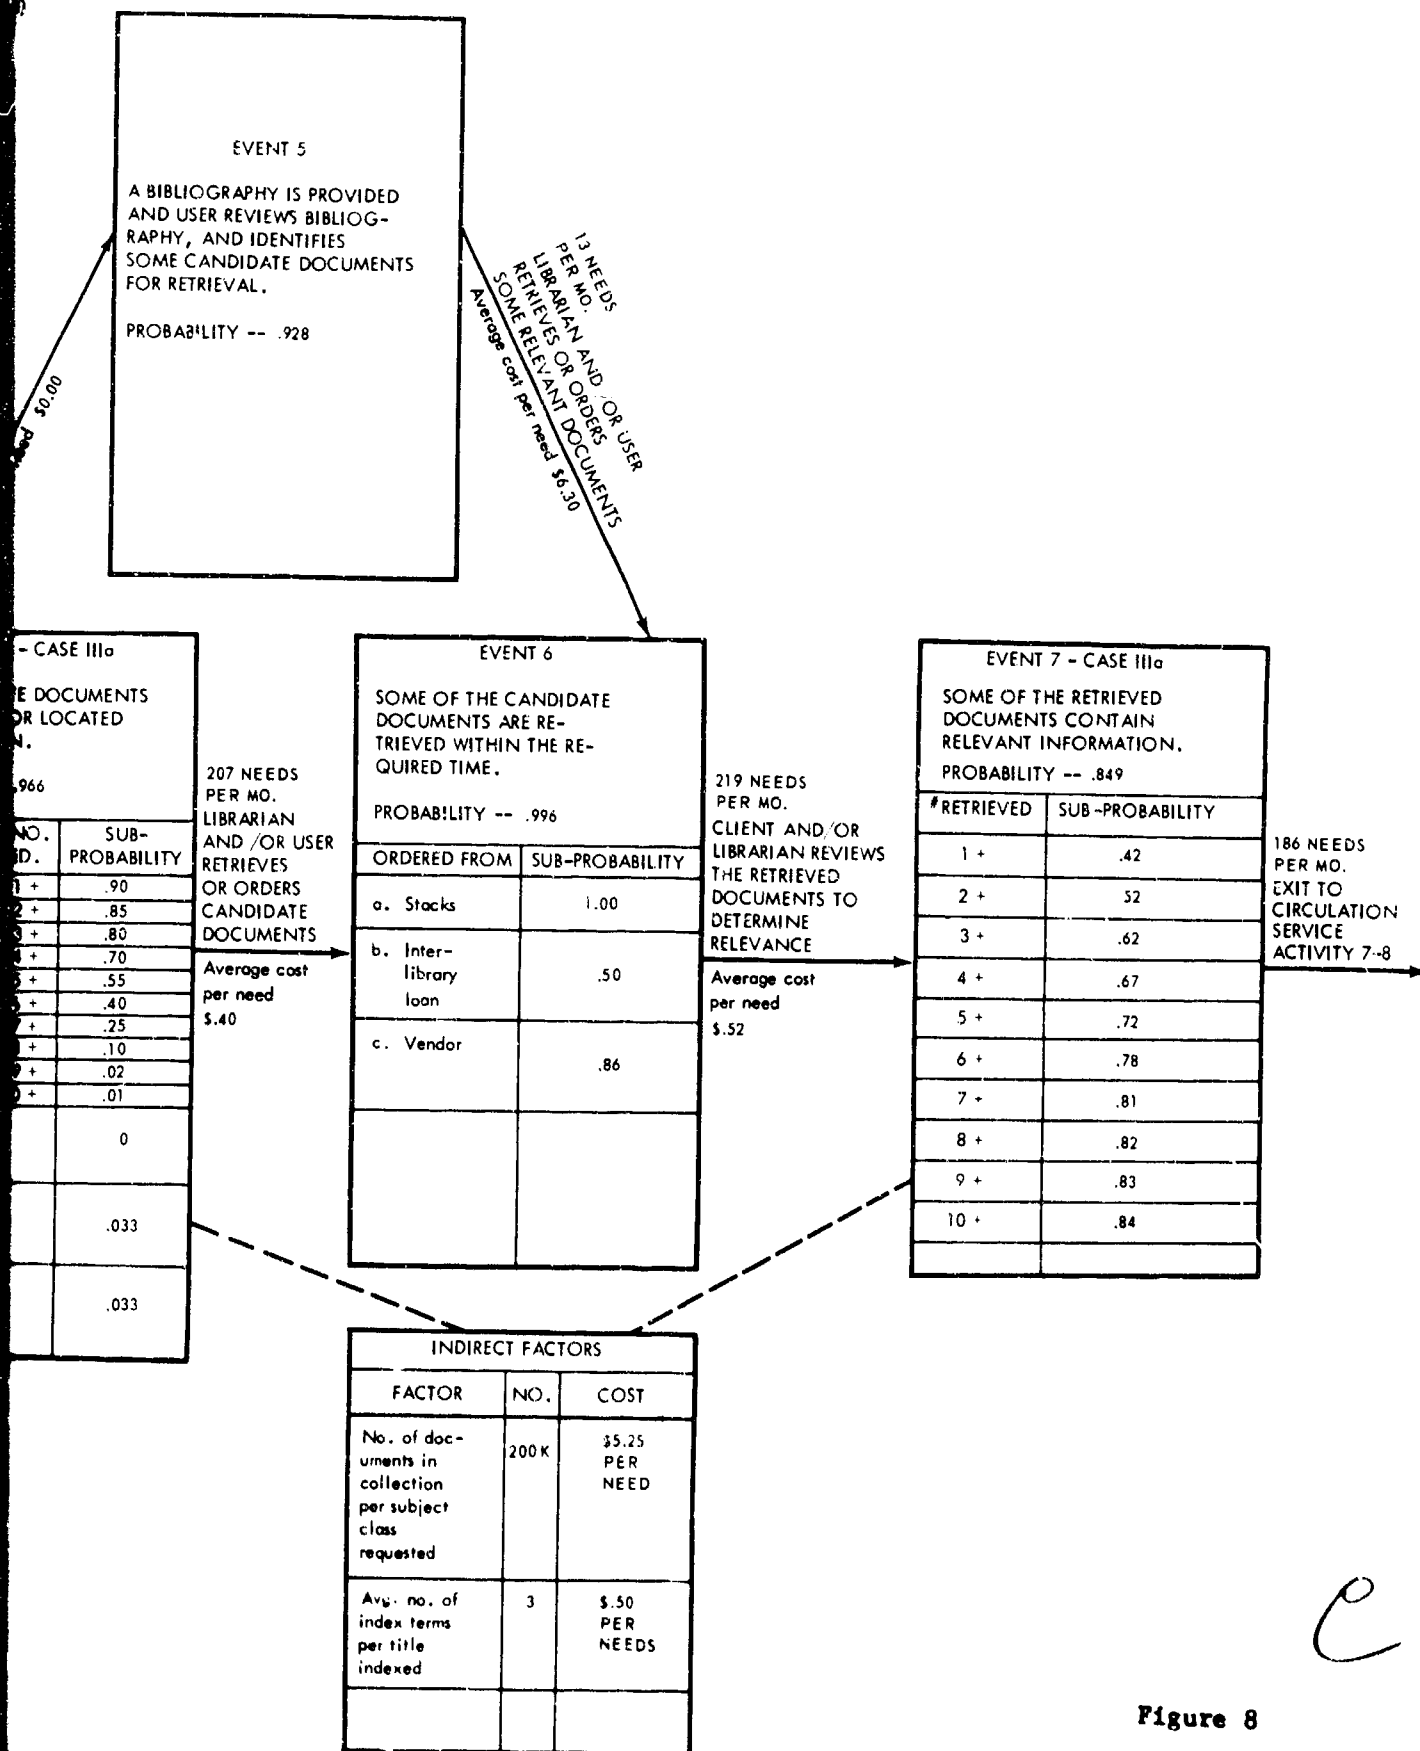 EVENT 5
A BIBLIOGRAPHY IS PROVIDED
AND USER REVIEWS BIBLIOG-
RAPHY, AND IDENTIFIES
SOME CANDIDATE DOCUMENTS
FOR RETRIEVAL.
PROBABILITY -- .928
$0.00
13 NEEDS
PER MO.
LIBRARIAN AND /OR USER
RETRIEVES OR ORDERS
SOME RELEVANT DOCUMENTS
Average cost per need $6.30
- CASE IIIa
E DOCUMENTS
OR LOCATED
.966
NO. SUB-
D. PROBABILITY
1 + .90
2 + .85
3 + .80
+ .70
5 + .55
+ .40
+ .25
+ .10
+ .02
+ .01
0
.033
.033
207 NEEDS
PER MO.
LIBRARIAN
AND /OR USER
RETRIEVES
OR ORDERS
CANDIDATE
DOCUMENTS
Average cost
per need
$.40
EVENT 6
SOME OF THE CANDIDATE
DOCUMENTS ARE RE-
TRIEVED WITHIN THE RE-
QUIRED TIME.
PROBABILITY -- .996
ORDERED FROM SUB-PROBABILITY
a. Stacks 1.00
b. Inter-
library .50
loan
c. Vendor
.86
219 NEEDS
PER MO.
CLIENT AND/OR
LIBRARIAN REVIEWS
THE RETRIEVED
DOCUMENTS TO
DETERMINE
RELEVANCE
Average cost
per need
$.52
EVENT 7 - CASE IIIa
SOME OF THE RETRIEVED
DOCUMENTS CONTAIN
RELEVANT INFORMATION.
PROBABILITY -- .849
# RETRIEVED SUB-PROBABILITY
1 + .42
2 + 52
3 + .62
4 + .67
5 + .72
6 + .78
7 + .81
8 + .82
9 + .83
10 + .84
186 NEEDS
PER MO.
EXIT TO
CIRCULATION
SERVICE
ACTIVITY 7-8
INDIRECT FACTORS
FACTOR NO. COST
No. of doc- 200K $5.25
uments in PER
collection NEED
per subject
class
requested
Avg. no. of 3 $.50
index terms PER
per title NEEDS
indexed
C
Figure 8